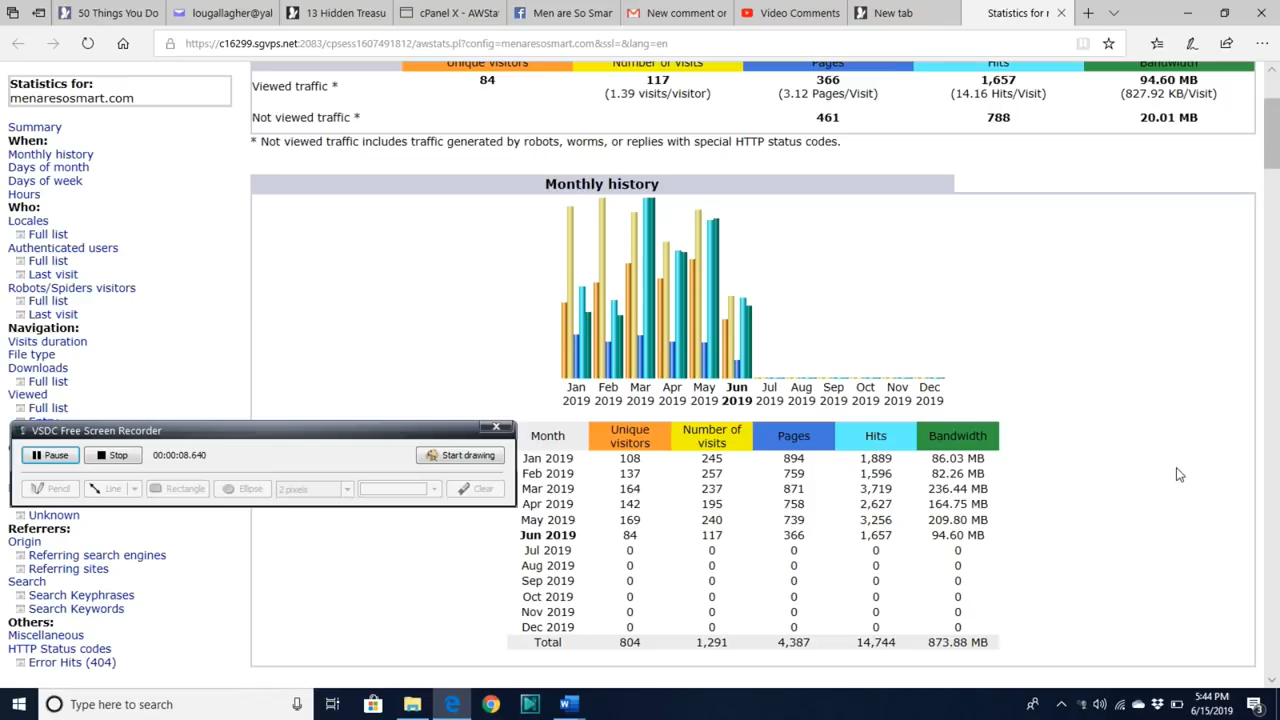 50 Things You Do
lougallagher@yal
13 Hidden Treasu
cPanel X - AWSta
Men are So Smar
New comment or
Video Comments
New tab
Statistics for
https://c16299.sgvps.net:2083/cpsess1607491812/awstats.pl?config=menaresosmart.com&ssl=&lang=en
Statistics for:
menaresosmart.com
Summary
When:
Monthly history
Days of month
Days of week
Hours
Who:
Locales
Full list
Authenticated users
Full list
Last visit
Robots/Spiders visitors
Full list
Last visit
Navigation:
Visits duration
File type
Downloads
Full list
Viewed
Full list
Unknown
Referrers:
Origin
Referring search engines
Referring sites
Search
Search Keyphrases
Search Keywords
Others:
Miscellaneous
HTTP Status codes
Error Hits (404)
Unique visitors Number of visits Pages Hits Bandwidth
Viewed traffic * 84 117 366 1,657 94.60 MB
(1.39 visits/visitor) (3.12 Pages/Visit) (14.16 Hits/Visit) (827.92 KB/Visit)
Not viewed traffic * 461 788 20.01 MB
* Not viewed traffic includes traffic generated by robots, worms, or replies with special HTTP status codes.
Monthly history
Jan Feb Mar Apr May Jun Jul Aug Sep Oct Nov Dec
2019 2019 2019 2019 2019 2019 2019 2019 2019 2019 2019 2019
Month Unique visitors Number of visits Pages Hits Bandwidth
Jan 2019 108 245 894 1,889 86.03 MB
Feb 2019 137 257 759 1,596 82.26 MB
Mar 2019 164 237 871 3,719 236.44 MB
Apr 2019 142 195 758 2,627 164.75 MB
May 2019 169 240 739 3,256 209.80 MB
Jun 2019 84 117 366 1,657 94.60 MB
Jul 2019 0 0 0 0 0
Aug 2019 0 0 0 0 0
Sep 2019 0 0 0 0 0
Oct 2019 0 0 0 0 0
Nov 2019 0 0 0 0 0
Dec 2019 0 0 0 0 0
Total 804 1,291 4,387 14,744 873.88 MB
VSDC Free Screen Recorder
Pause Stop 00:00:08.640 Start drawing
Pencil Line Rectangle Ellipse 2 pixels Clear
Type here to search
5:44 PM
6/15/2019
3